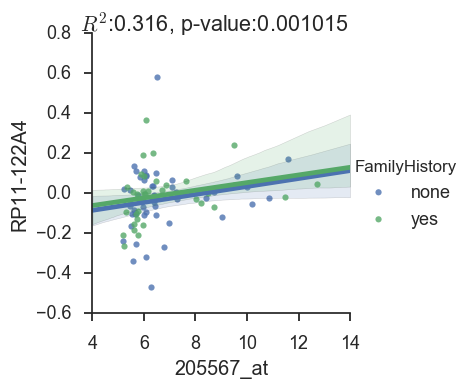 R²:0.316, p-value:0.001015
0.8
0.6
0.4
0.2
0.0
−0.2
−0.4
−0.6
RP11-122A4
4 6 8 10 12 14
205567_at
FamilyHistory
none
yes